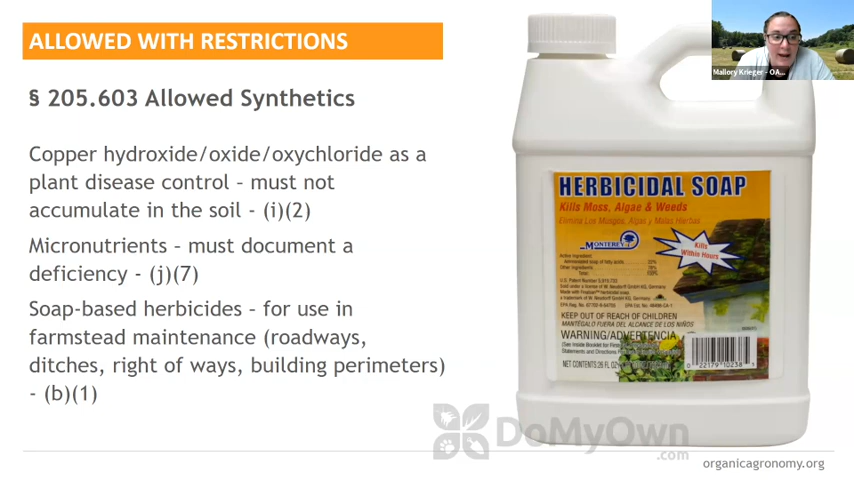 ALLOWED WITH RESTRICTIONS
§ 205.603 Allowed Synthetics
Copper hydroxide/oxide/oxychloride as a
plant disease control – must not
accumulate in the soil - (i)(2)
Micronutrients – must document a
deficiency - (j)(7)
Soap-based herbicides – for use in
farmstead maintenance (roadways,
ditches, right of ways, building perimeters)
- (b)(1)
Mallory Krieger - OA...
HERBICIDAL SOAP
Kills Moss, Algae & Weeds
Elimina Los Musgos, Algas y Malas Hierbas
MONTEREY
Kills
Within Hours
KEEP OUT OF REACH OF CHILDREN
MANTÉNGALO FUERA DEL ALCANCE DE LOS NIÑOS
WARNING/ADVERTENCIA
NET CONTENTS:
0 22179 10238
DoMyOwn
.com
organicagronomy.org